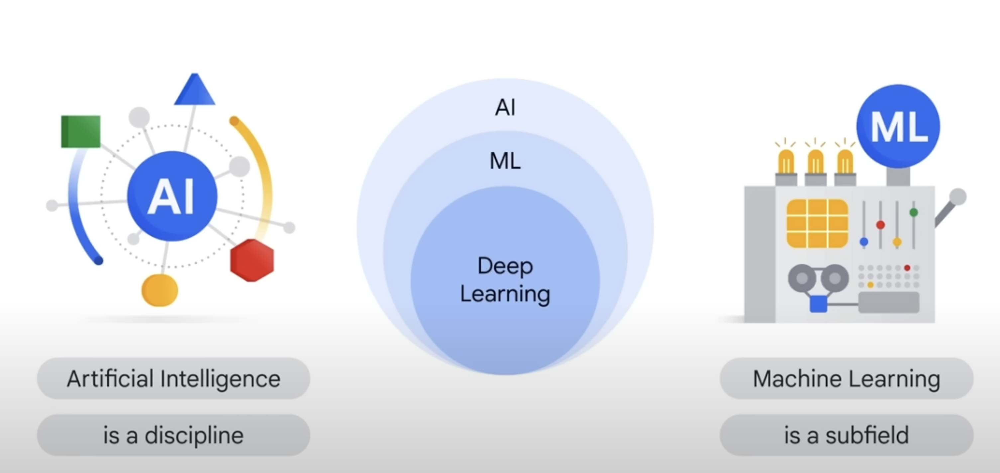 AI
Artificial Intelligence
is a discipline
AI
ML
Deep
Learning
ML
Machine Learning
is a subfield